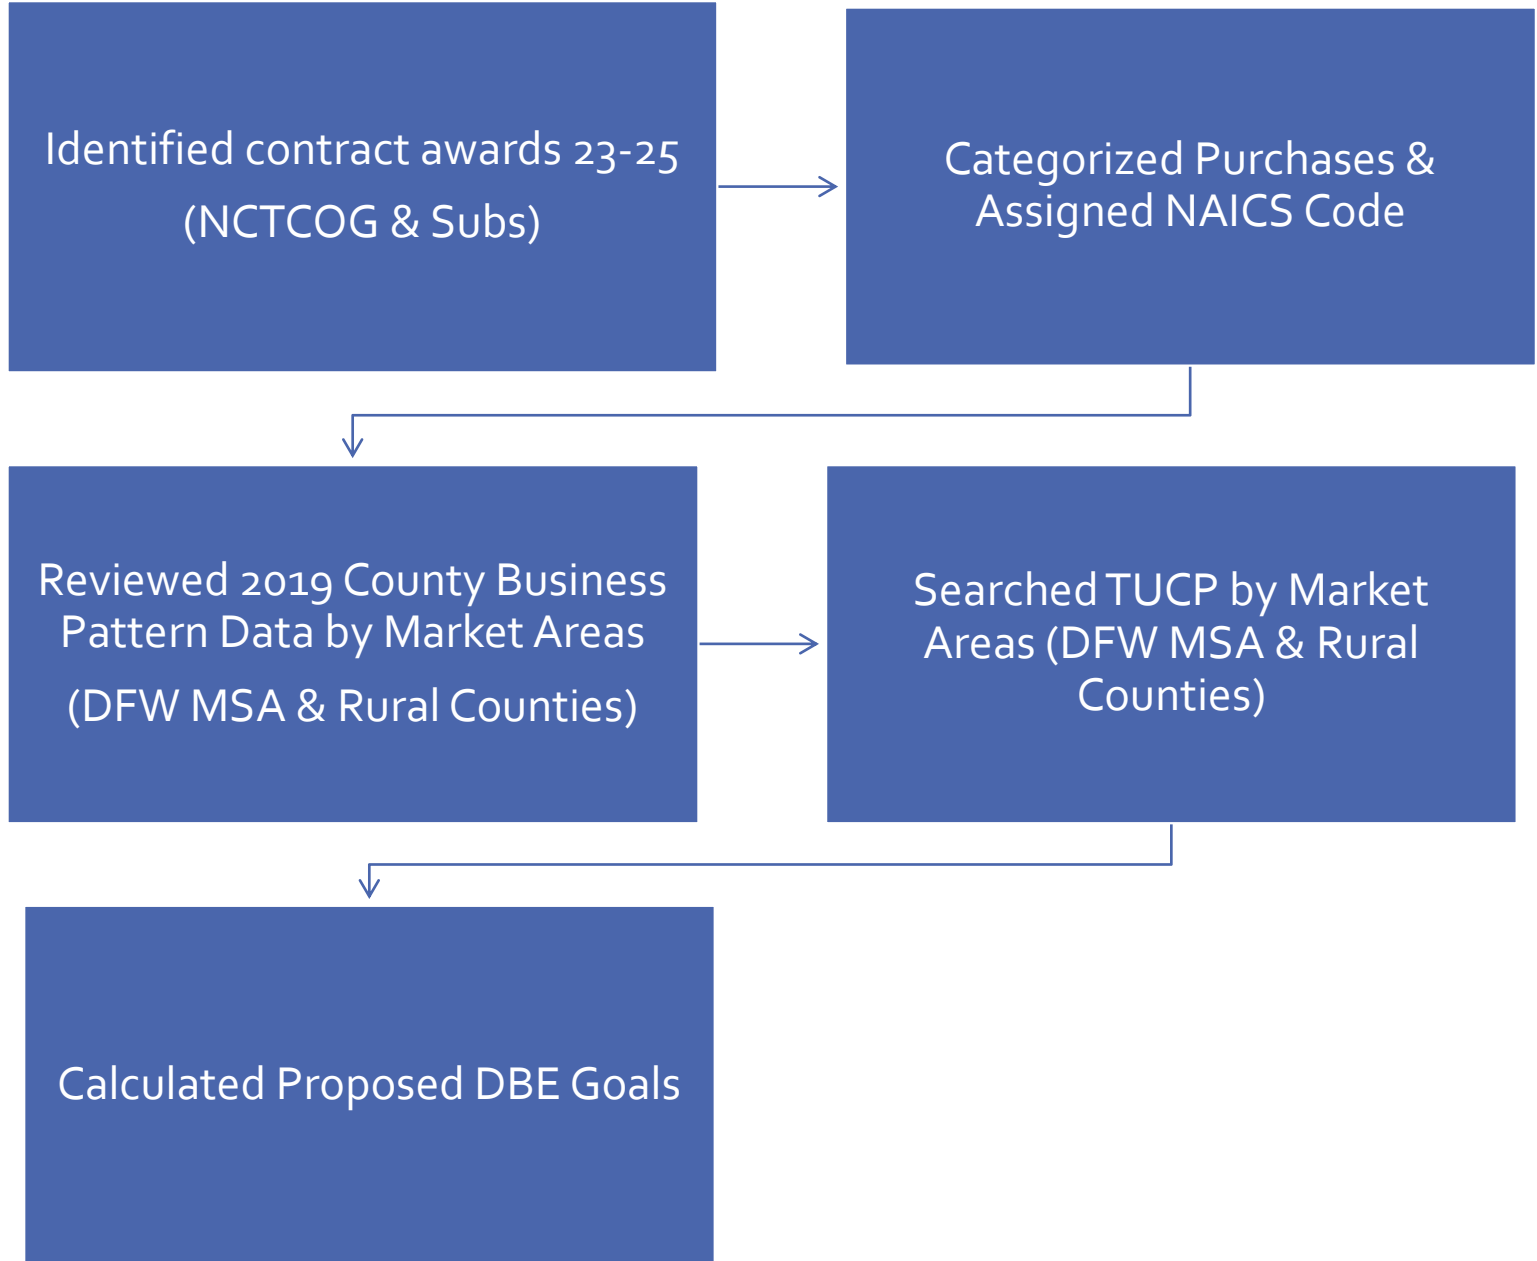 Identified contract awards 23-25
(NCTCOG & Subs)
Categorized Purchases &
Assigned NAICS Code
Reviewed 2019 County Business
Pattern Data by Market Areas
(DFW MSA & Rural Counties)
Searched TUCP by Market
Areas (DFW MSA & Rural
Counties)
Calculated Proposed DBE Goals